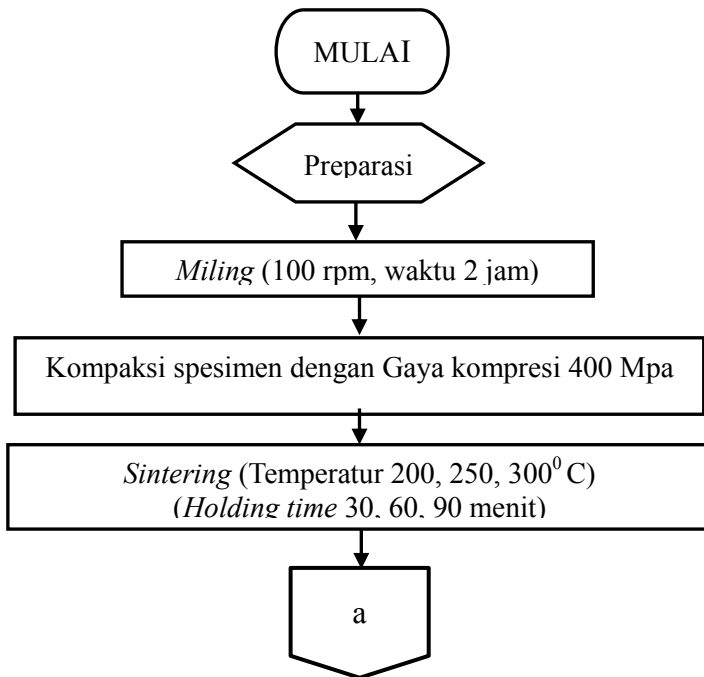 MULAI
Preparasi
Miling (100 rpm, waktu 2 jam)
Kompaksi spesimen dengan Gaya kompresi 400 Mpa
Sintering (Temperatur 200, 250, 300⁰ C)
(Holding time 30, 60, 90 menit)
a